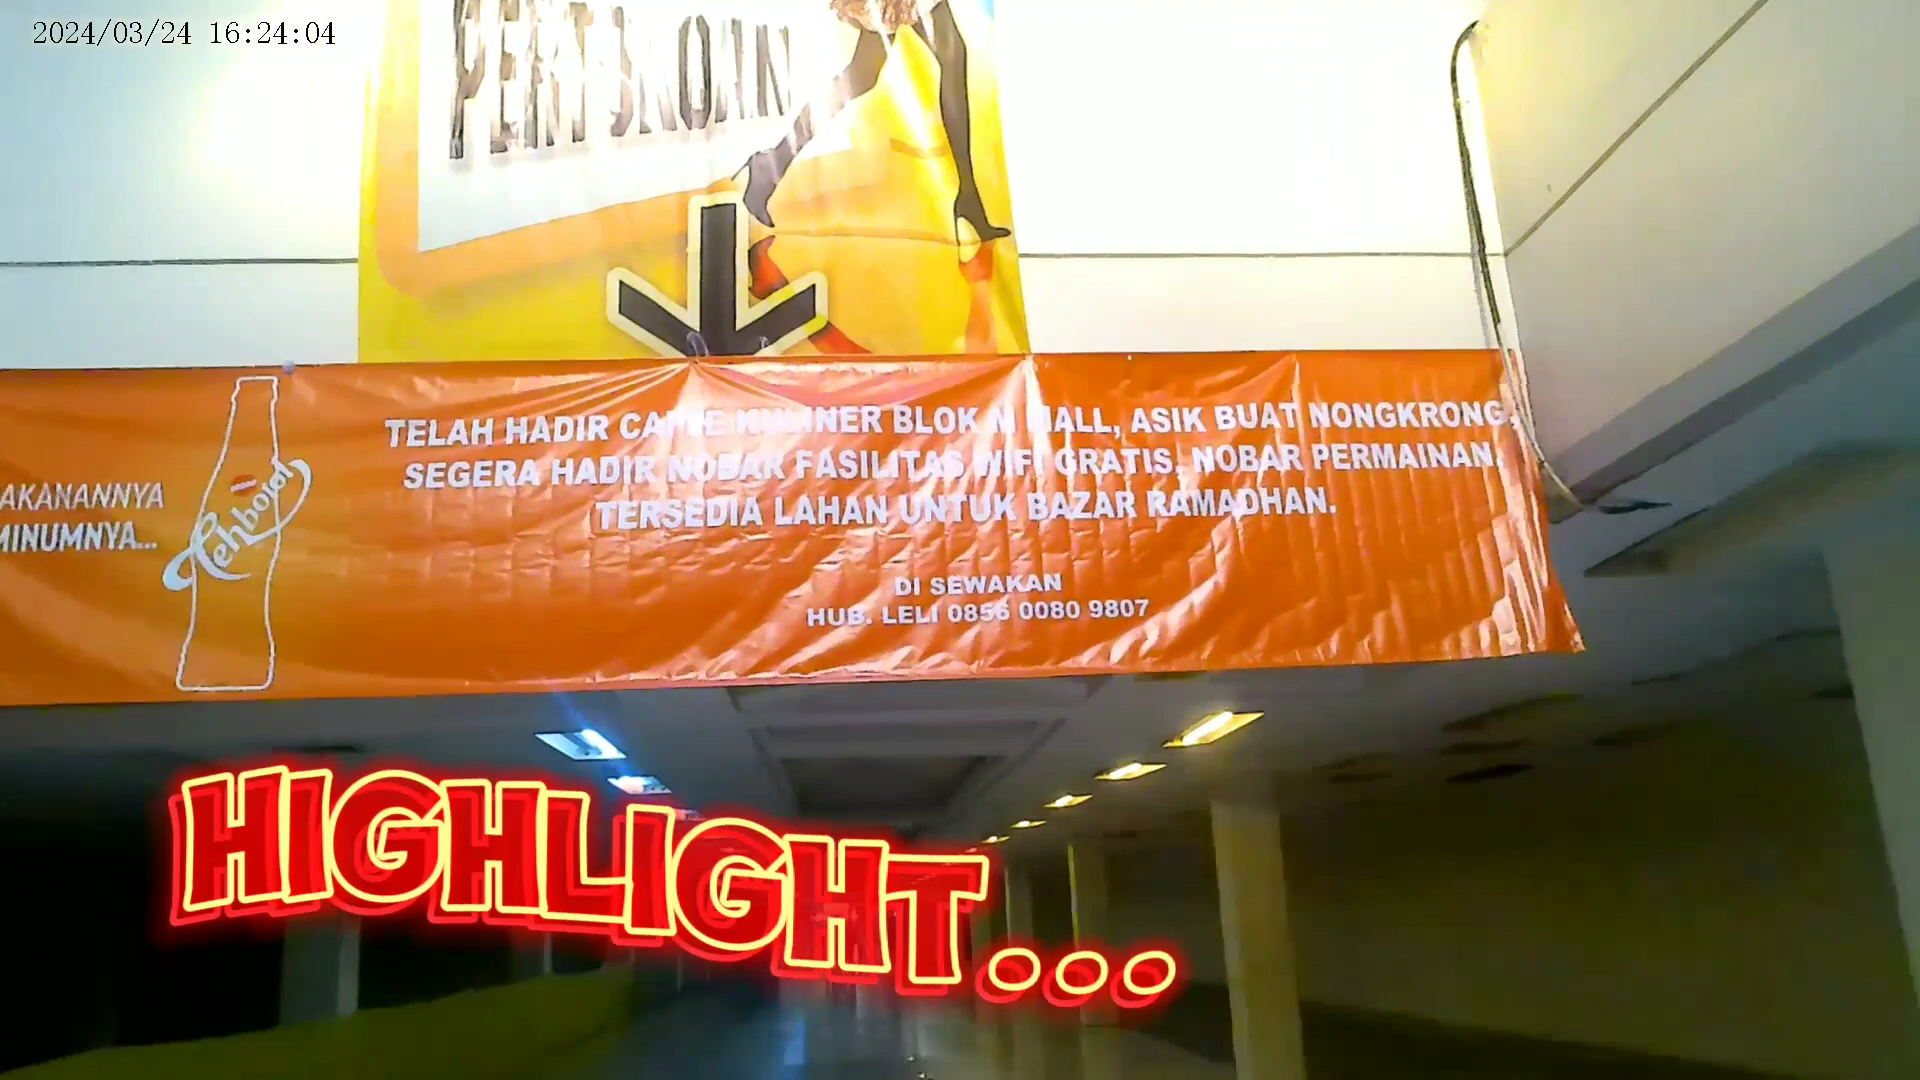 2024/03/24 16:24:04
PERTOKOAN
AKANANNYA
MINUMNYA...
Tehbotol
TELAH HADIR CAFFE KULINER BLOK M MALL, ASIK BUAT NONGKRONG,
SEGERA HADIR NOBAR FASILITAS WIFI GRATIS, NOBAR PERMAINAN,
TERSEDIA LAHAN UNTUK BAZAR RAMADHAN.
DI SEWAKAN
HUB. LELI 0856 0080 9807
HIGHLIGHT...